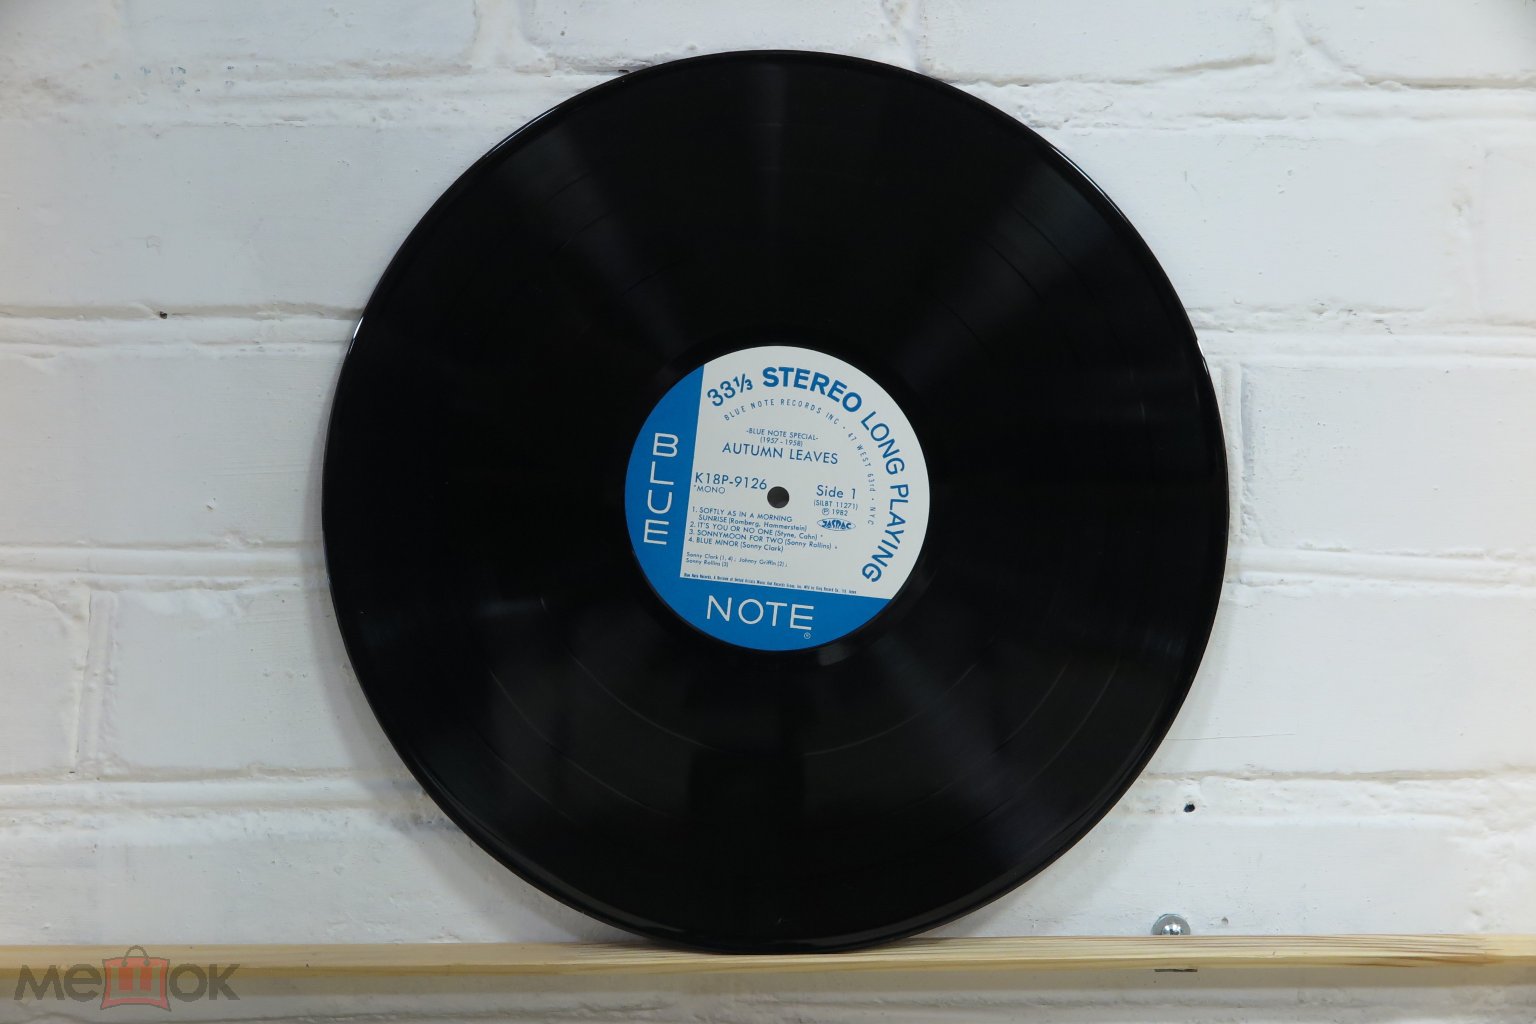 33⅓ STEREO LONG PLAYING
BLUE NOTE RECORDS INC • 47 WEST 63rd • NYC
-BLUE NOTE SPECIAL-
(1957 - 1958)
AUTUMN LEAVES
K18P-9126
*MONO
Side 1
(SIL8T 11271)
Ⓟ 1982
JASRAC
1. SOFTLY AS IN A MORNING
SUNRISE (Romberg, Hammerstein)
2. IT'S YOU OR NO ONE (Styne, Cahn) *
3. SONNYMOON FOR TWO (Sonny Rollins) *
4. BLUE MINOR (Sonny Clark)
Sonny Clark (1, 4) ; Johnny Griffin (2) ;
Sonny Rollins (3)
BLUE
NOTE
®
мешок